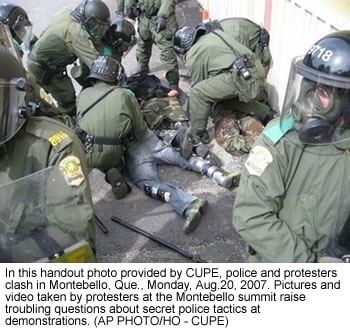 8718
8
In this handout photo provided by CUPE, police and protesters
clash in Montebello, Que., Monday, Aug.20, 2007. Pictures and
video taken by protesters at the Montebello summit raise
troubling questions about secret police tactics at
demonstrations. (AP PHOTO/HO - CUPE)